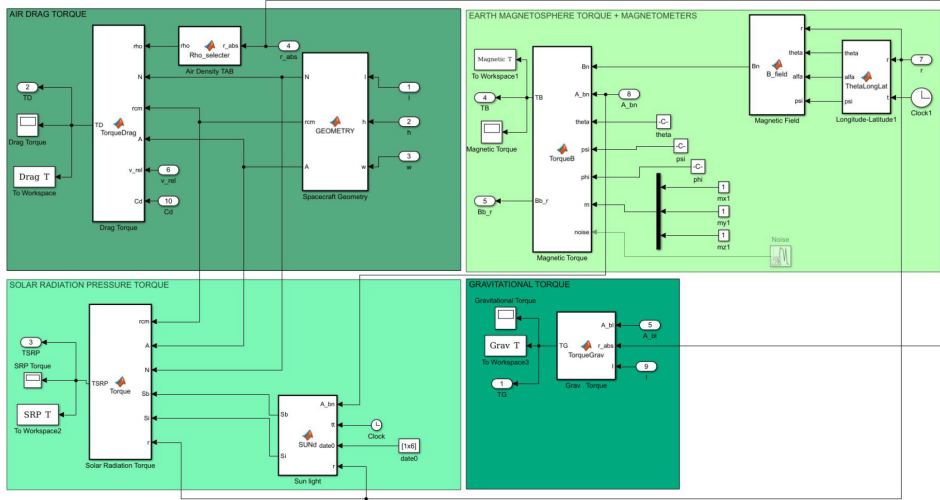 AIR DRAG TORQUE
rho
rho
r_abs
Rho_selecter
Air Density TAB
4
r_abs
2
TD
Drag Torque
Drag T
To Workspace
TD
TorqueDrag
N
rcm
A
v_rsl
Cd
Drag Torque
6
v_rsl
10
Cd
N
rcm
A
GEOMETRY
l
h
w
Spacecraft Geometry
1
l
2
h
3
w
EARTH MAGNETOSPHERE TORQUE + MAGNETOMETERS
Magnetic T
To Workspace1
4
TB
Magnetic Torque
5
Bb_r
TB
Bb_r
TorqueB
Bn
A_bn
theta
psi
phi
m
noise
Magnetic Torque
8
A_bn
-C-
theta
-C-
psi
-C-
phi
1
mx1
1
my1
1
mz1
Noise
Bn
B_field
r
theta
alfa
psi
Magnetic Field
theta
alfa
psi
ThetaLongLat
r
t
Longitude-Latitude1
7
r
Clock1
SOLAR RADIATION PRESSURE TORQUE
3
TSRP
SRP Torque
SRP T
To Workspace2
TSRP
Torque
rcm
A
N
Sb
Si
r
Solar Radiation Torque
Sb
Si
SUNd
A_bn
tt
date0
r
Sun light
Clock
[1x6]
date0
GRAVITATIONAL TORQUE
Gravitational Torque
Grav T
To Workspace3
1
TG
TG
TorqueGrav
A_bl
r_abs
I
Grav. Torque
5
A_bl
9
I